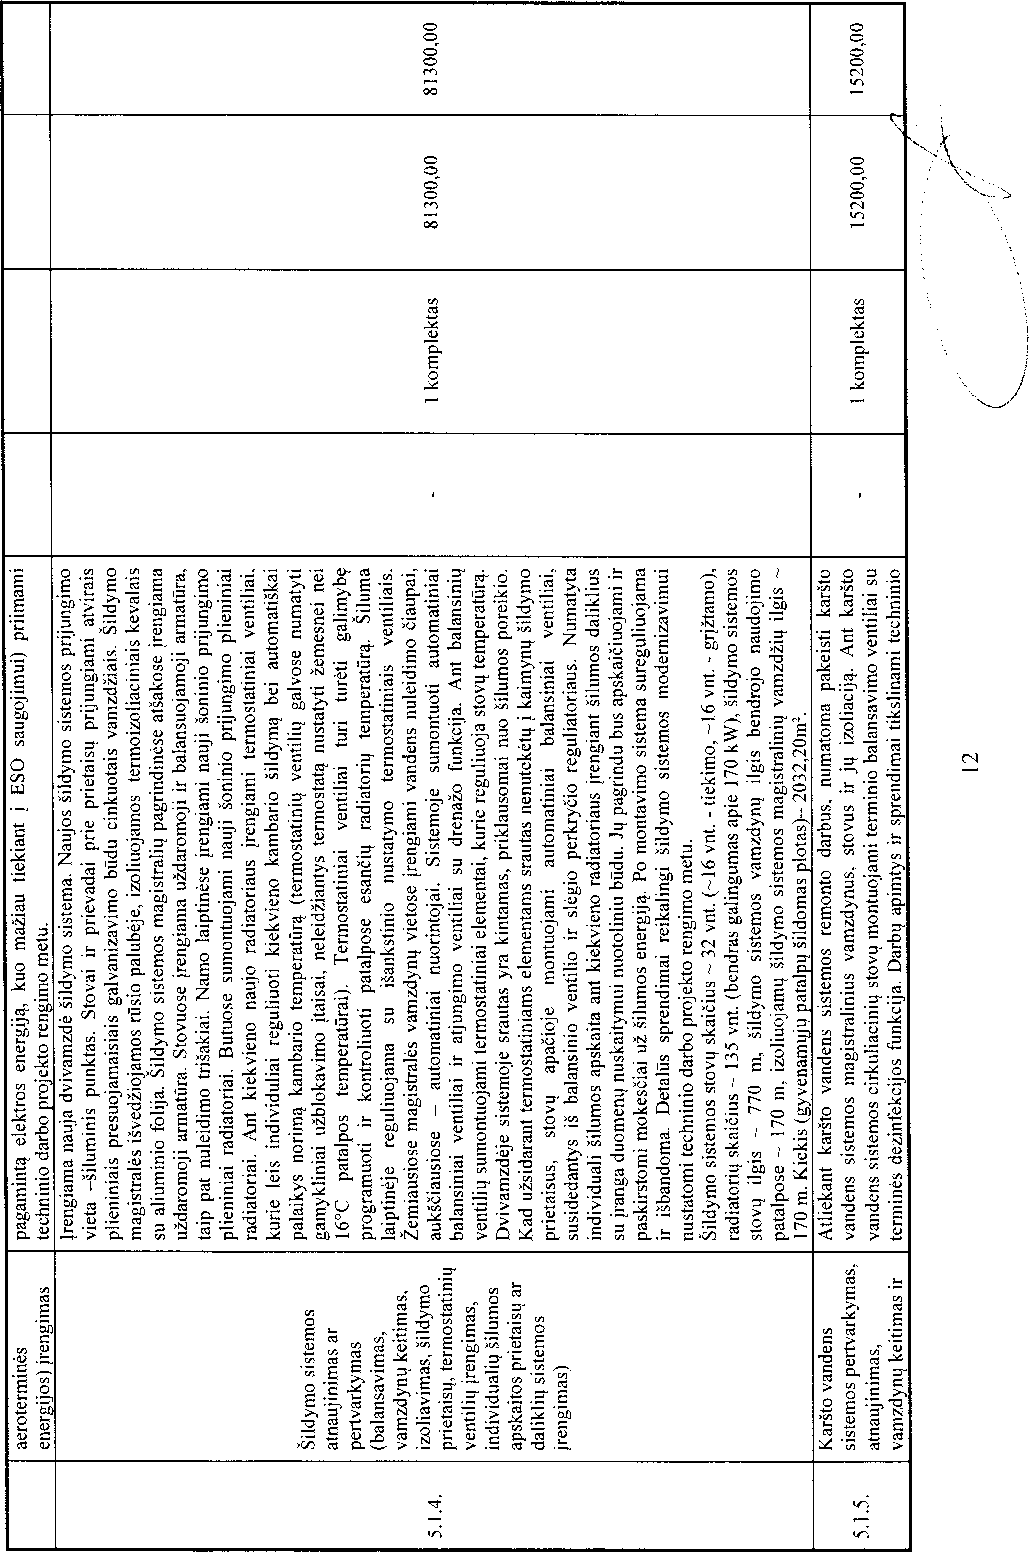 aeroterminės
energijos) įrengimas
pagamintą elektros energiją, kuo mažiau tiekiant į ESO saugojimui) priimami
techninio darbo projekto rengimo metu.
5.1.4.
Šildymo sistemos
atnaujinimas ar
pertvarkymas
(balansavimas,
vamzdynų keitimas,
izoliavimas, šildymo
prietaisų, termostatinių
ventilių įrengimas,
individualių šilumos
apskaitos prietaisų ar
daliklių sistemos
įrengimas)
Įrengiama nauja dvivamzdė šildymo sistema. Naujos šildymo sistemos prijungimo
vieta –šiluminis punktas. Stovai ir prievadai prie prietaisų prijungiami atvirais
plieniniais presuojamaisiais galvanizavimo būdu cinkuotais vamzdžiais. Šildymo
magistralės išvedžiojamos rūsio palubėje, izoliuojamos termoizoliaciniais kevalais
su aliuminio folija. Šildymo sistemos magistralių pagrindinėse atšakose įrengiama
uždaromoji armatūra. Stovuose įrengiama uždaromoji ir balansuojamoji armatūra,
taip pat nuleidimo trišakiai. Namo laiptinėse įrengiami nauji šoninio prijungimo
plieniniai radiatoriai. Butuose sumontuojami nauji šoninio prijungimo plieniniai
radiatoriai. Ant kiekvieno naujo radiatoriaus įrengiami termostatiniai ventiliai,
kurie leis individualiai reguliuoti kiekvieno kambario šildymą bei automatiškai
palaikys norimą kambario temperatūrą (termostatinių ventilių galvose numatyti
gamykliniai užblokavimo įtaisai, neleidžiantys termostatą nustatyti žemesnei nei
16°C patalpos temperatūrai). Termostatiniai ventiliai turi turėti galimybę
programuoti ir kontroliuoti patalpose esančių radiatorių temperatūrą. Šiluma
laiptinėje reguliuojama su išankstinio nustatymo termostatiniais ventiliais.
Žemiausiose magistralės vamzdynų vietose įrengiami vandens nuleidimo čiaupai,
aukščiausiose – automatiniai nuorintojai. Sistemoje sumontuoti automatiniai
balansiniai ventiliai ir atjungimo ventiliai su drenažo funkcija. Ant balansinių
ventilių sumontuojami termostatiniai elementai, kurie reguliuoja stovų temperatūrą.
Dvivamzdėje sistemoje srautas yra kintamas, priklausomai nuo šilumos poreikio.
Kad užsidarant termostatiniams elementams srautas nenutekėtų į kaimynų šildymo
prietaisus, stovų apačioje montuojami automatiniai balansiniai ventiliai,
susidedantys iš balansinio ventilio ir slėgio perkryčio reguliatoriaus. Numatyta
individuali šilumos apskaita ant kiekvieno radiatoriaus įrengiant šilumos daliklius
su įranga duomenų nuskaitymui nuotoliniu būdu. Jų pagrindu bus apskaičiuojami ir
paskirstomi mokesčiai už šilumos energiją. Po montavimo sistema sureguliuojama
ir išbandoma. Detalis sprendimai reikalingi šildymo sistemos modernizavimui
nustatomi techninio darbo projekto rengimo metu.
Šildymo sistemos stovų skaičius ~ 32 vnt. (~16 vnt. - tiekimo, ~16 vnt. - grįžtamo),
radiatorių skaičius ~ 135 vnt. (bendras galingumas apie 170 kW), šildymo sistemos
stovų ilgis ~ 770 m, šildymo sistemos vamzdynų ilgis bendrojo naudojimo
patalpose ~ 170 m, izoliuojamų šildymo sistemos magistralinių vamzdžių ilgis ~
170 m. Kiekis (gyvenamųjų patalpų šildomas plotas)~ 2032,20m².
-
1 komplektas
81300,00
81300,00
5.1.5.
Karšto vandens
sistemos pertvarkymas,
atnaujinimas,
vamzdynų keitimas ir
Atliekant karšto vandens sistemos remonto darbus, numatoma pakeisti karšto
vandens sistemos magistralinius vamzdynus, stovus ir jų izoliaciją. Ant karšto
vandens sistemos cirkuliacinių stovų montuojami terminio balansavimo ventiliai su
terminės dezinfekcijos funkcija. Darbų apimtys ir sprendimai tikslinami techninio
-
1 komplektas
15200,00
15200,00
12